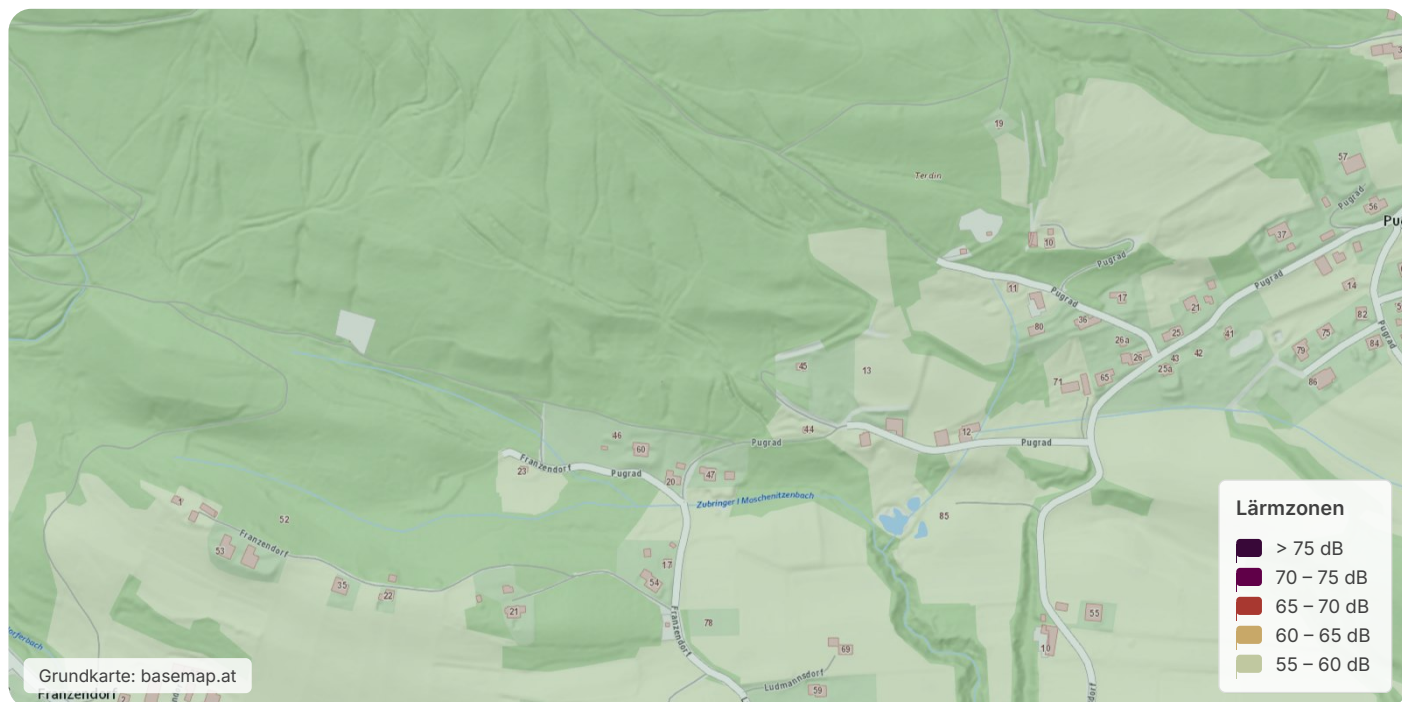 19
57
Terdin
Pugrad
56
Pu
37
10
Pugrad
Pugrad
11
Pugrad
17
14
21
36
82
80
25
41
75
Pugrad
26a
84
79
26
43
42
45
13
25a
65
71
86
44
12
46
Pugrad
Pugrad
60
Franzendorf
23
Pugrad
47
20
Zubringer I Moschenitzenbach
85
52
Franzendorf
53
17
54
35
22
21
55
78
Franzendorf
10
69
Ludmannsdorf
59
Franzendorf
Grundkarte: basemap.at
Lärmzonen
> 75 dB
70 – 75 dB
65 – 70 dB
60 – 65 dB
55 – 60 dB